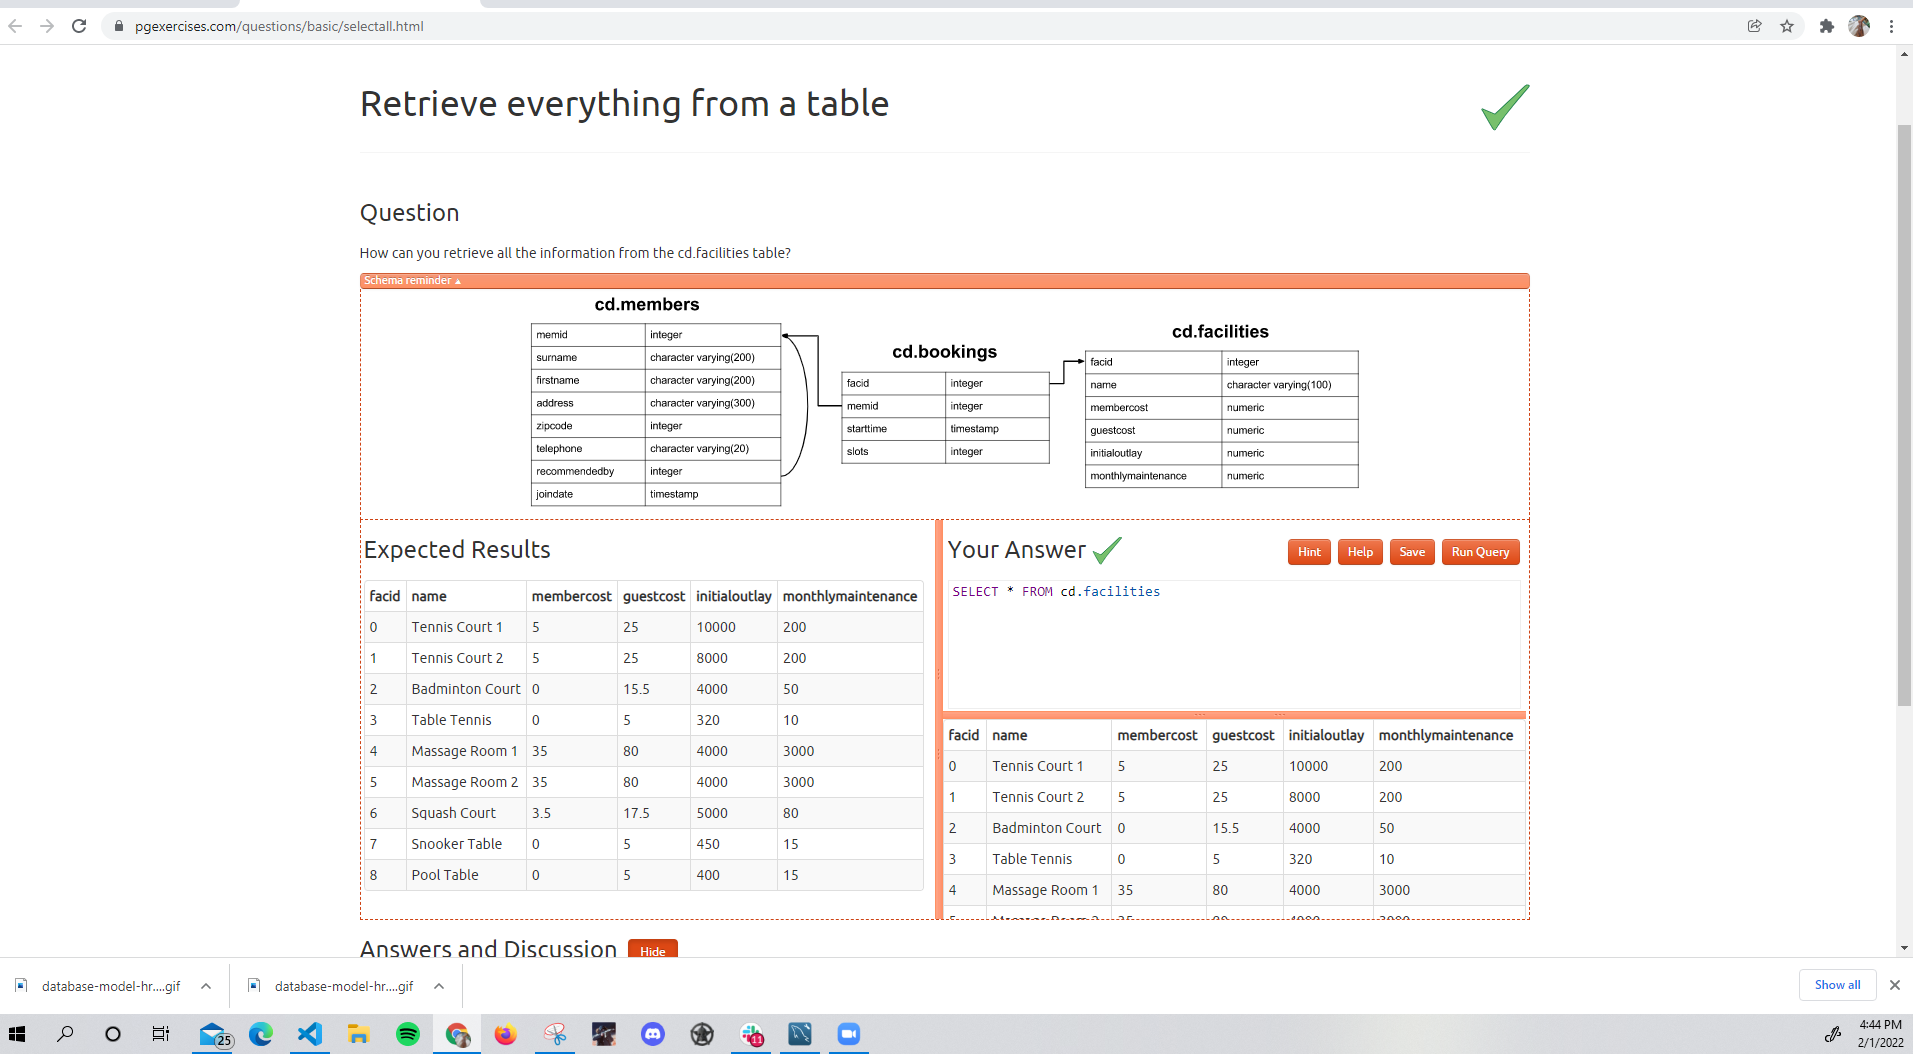 pgexercises.com/questions/basic/selectall.html
Retrieve everything from a table
Question
How can you retrieve all the information from the cd.facilities table?
Schema reminder ▲
cd.members
memid integer
surname character varying(200)
firstname character varying(200)
address character varying(300)
zipcode integer
telephone character varying(20)
recommendedby integer
joindate timestamp
cd.bookings
facid integer
memid integer
starttime timestamp
slots integer
cd.facilities
facid integer
name character varying(100)
membercost numeric
guestcost numeric
initialoutlay numeric
monthlymaintenance numeric
Expected Results
facid name membercost guestcost initialoutlay monthlymaintenance
0 Tennis Court 1 5 25 10000 200
1 Tennis Court 2 5 25 8000 200
2 Badminton Court 0 15.5 4000 50
3 Table Tennis 0 5 320 10
4 Massage Room 1 35 80 4000 3000
5 Massage Room 2 35 80 4000 3000
6 Squash Court 3.5 17.5 5000 80
7 Snooker Table 0 5 450 15
8 Pool Table 0 5 400 15
Your Answer
Hint Help Save Run Query
SELECT * FROM cd.facilities
facid name membercost guestcost initialoutlay monthlymaintenance
0 Tennis Court 1 5 25 10000 200
1 Tennis Court 2 5 25 8000 200
2 Badminton Court 0 15.5 4000 50
3 Table Tennis 0 5 320 10
4 Massage Room 1 35 80 4000 3000
Answers and Discussion Hide
database-model-hr....gif
database-model-hr....gif
Show all
25
11
4:44 PM
2/1/2022